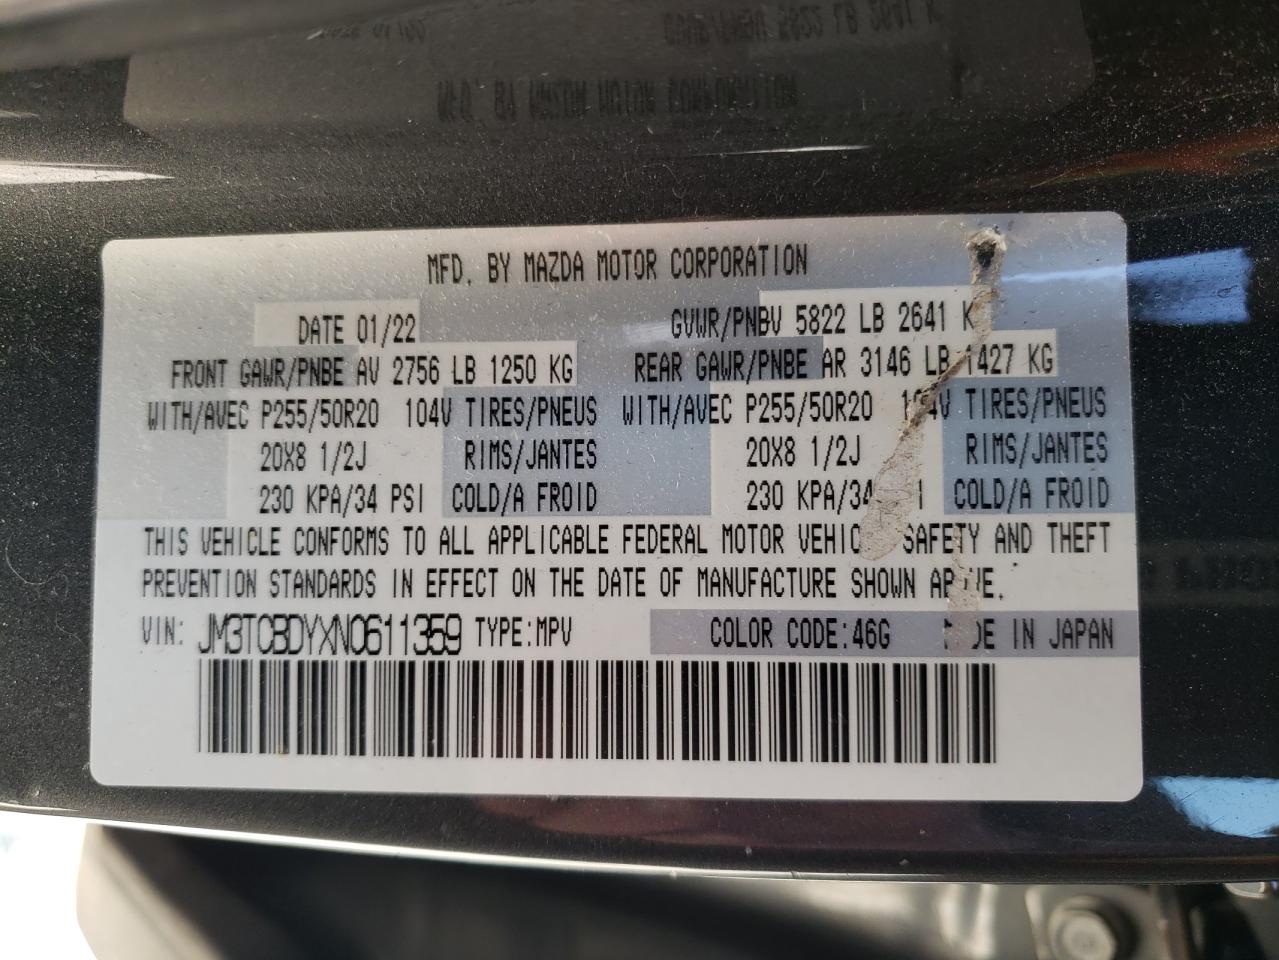 MFD. BY MAZDA MOTOR CORPORATION
DATE 01/22 GVWR/PNBV 5822 LB 2641 K
FRONT GAWR/PNBE AV 2756 LB 1250 KG REAR GAWR/PNBE AR 3146 LB 1427 KG
WITH/AVEC P255/50R20 104V TIRES/PNEUS WITH/AVEC P255/50R20 104V TIRES/PNEUS
20X8 1/2J RIMS/JANTES 20X8 1/2J RIMS/JANTES
230 KPA/34 PSI COLD/A FROID 230 KPA/34 COLD/A FROID
THIS VEHICLE CONFORMS TO ALL APPLICABLE FEDERAL MOTOR VEHIC SAFETY AND THEFT
PREVENTION STANDARDS IN EFFECT ON THE DATE OF MANUFACTURE SHOWN ABOVE.
VIN: JM3TCBDYXN0611359 TYPE:MPV COLOR CODE:46G MADE IN JAPAN